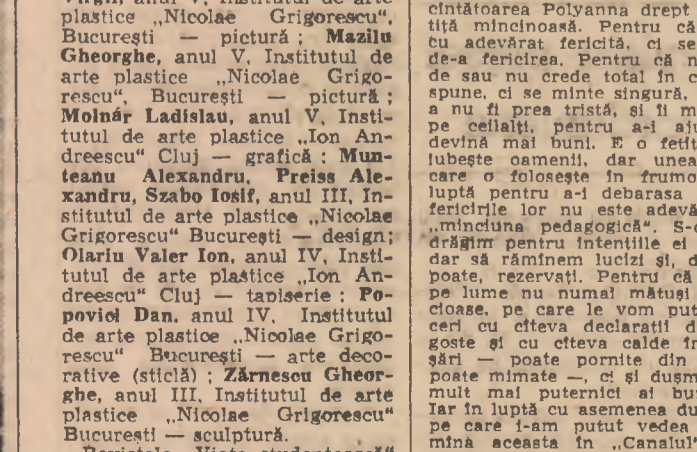 plastice „Nicolae Grigorescu“,
București — pictură ; Mazilu
Gheorghe, anul V, Institutul de
arte plastice „Nicolae Grigo-
rescu“, București — pictură ;
Molnár Ladislau, anul V, Insti-
tutul de arte plastice „Ion An-
dreescu“ Cluj — grafică : Mun-
teanu Alexandru, Preiss Ale-
xandru, Szabo Iosif, anul III, In-
stitutul de arte plastice „Nicolae
Grigorescu“ București — design;
Olariu Valer Ion, anul IV, Insti-
tutul de arte plastice „Ion An-
dreescu“ Cluj — tapiserie : Po-
povici Dan, anul IV, Institutul
de arte plastice „Nicolae Grigo-
rescu“ București — arte deco-
rative (sticlă) ; Zărnescu Gheor-
ghe, anul III, Institutul de arte
plastice „Nicolae Grigorescu“
București — sculptură.
cîntătoarea Polyanna drept
tiță mincinoasă. Pentru că
cu adevărat fericită, ci se
de-a fericirea. Pentru că n
de sau nu crede total în c
spune, ci se minte singură,
a nu fi prea tristă, și îi m
pe ceilalți, pentru a-i aju
devină mai buni. E o fetiț
iubește oamenii, dar unea
care o folosește în frumo
luptă pentru a-i debarasa
fericirile lor nu este adevă
„minciuna pedagogică“. S-o
drăgim pentru intențiile ei
dar să rămînem lucizi și, d
poate, rezervați. Pentru că
pe lume nu numai mătuși
cioase, pe care le vom put
ceri cu cîteva declarații d
goste și cu cîteva calde îm
șări — poate pornite din
poate mimate —, ci și dușm
mult mai puternici ai bu
Iar în luptă cu asemenea du
pe care i-am putut vedea
mina aceasta în „Canalul“